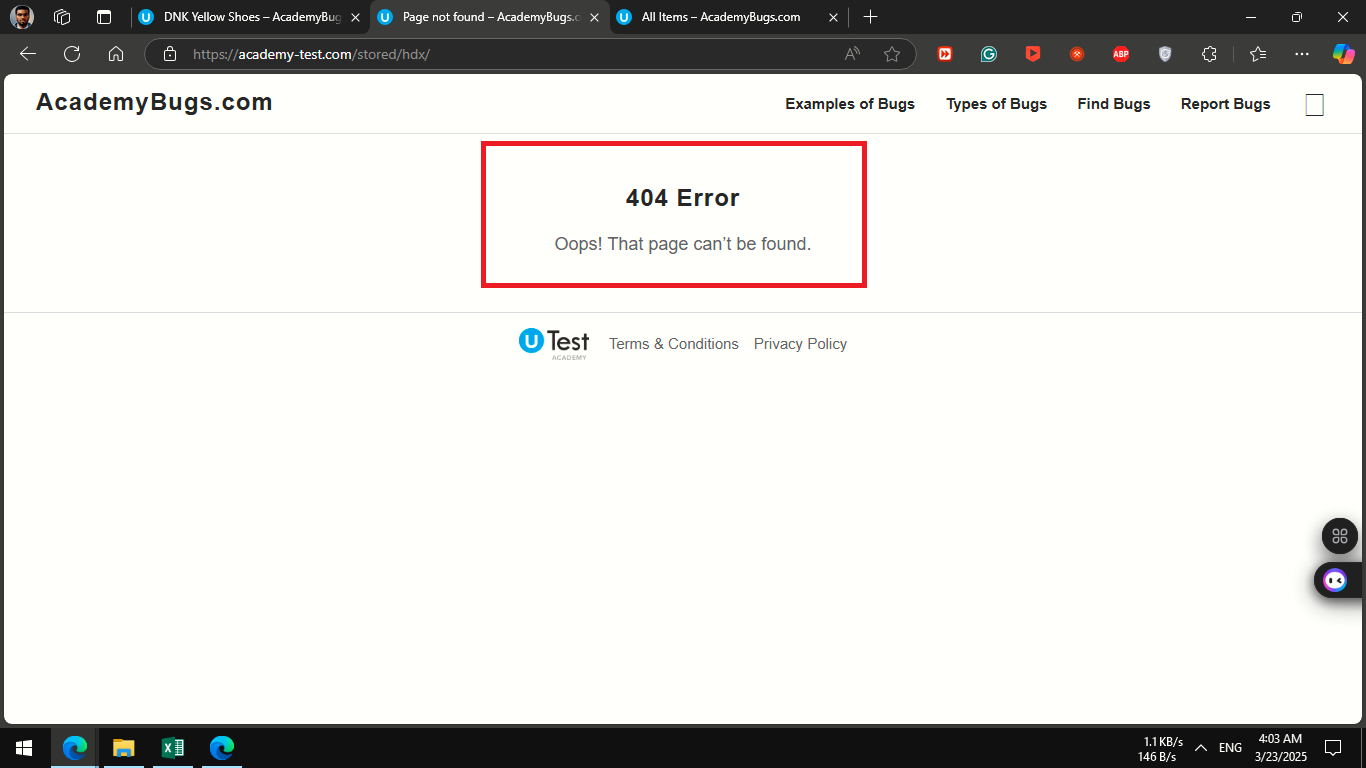 DNK Yellow Shoes – AcademyBug
Page not found – AcademyBugs.c
All Items – AcademyBugs.com
https://academy-test.com/stored/hdx/
ABP
AcademyBugs.com
Examples of Bugs
Types of Bugs
Find Bugs
Report Bugs
404 Error
Oops! That page can’t be found.
U Test
ACADEMY
Terms & Conditions
Privacy Policy
1.1 KB/s
146 B/s
ENG
4:03 AM
3/23/2025